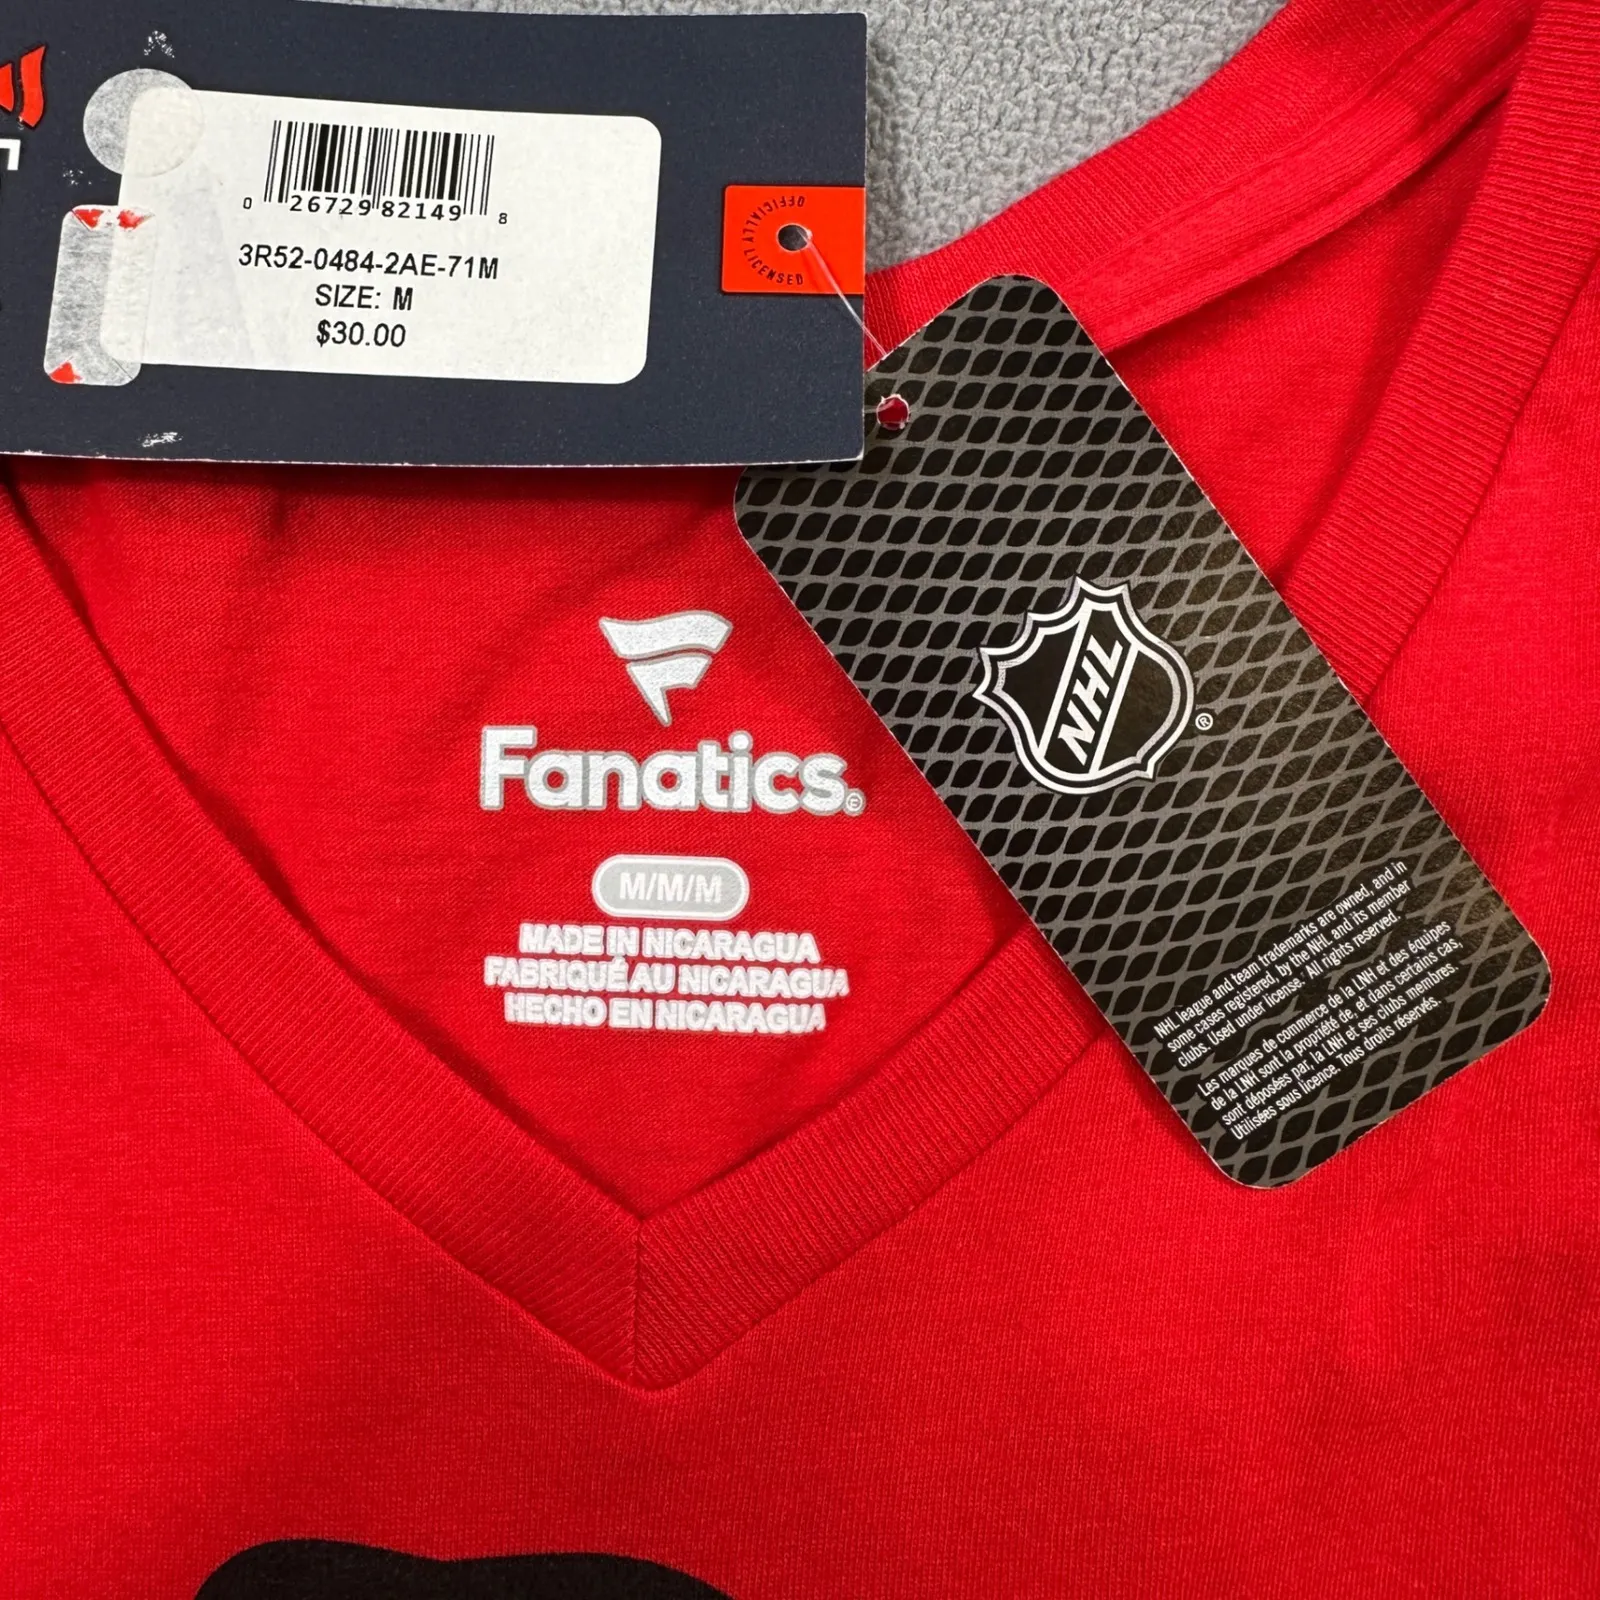 0 26729 82149 8
3R52-0484-2AE-71M
SIZE: M
$30.00
OFFICIALLY LICENSED
NHL®
Fanatics®
M/M/M
MADE IN NICARAGUA
FABRIQUÉ AU NICARAGUA
HECHO EN NICARAGUA
NHL league and team trademarks are owned, and in
some cases registered, by the NHL and its member
clubs. Used under license. All rights reserved.
Les marques de commerce de la LNH et des équipes
de la LNH sont la propriété de, et dans certains cas,
sont déposées par, la LNH et ses clubs membres.
Utilisées sous licence. Tous droits réservés.